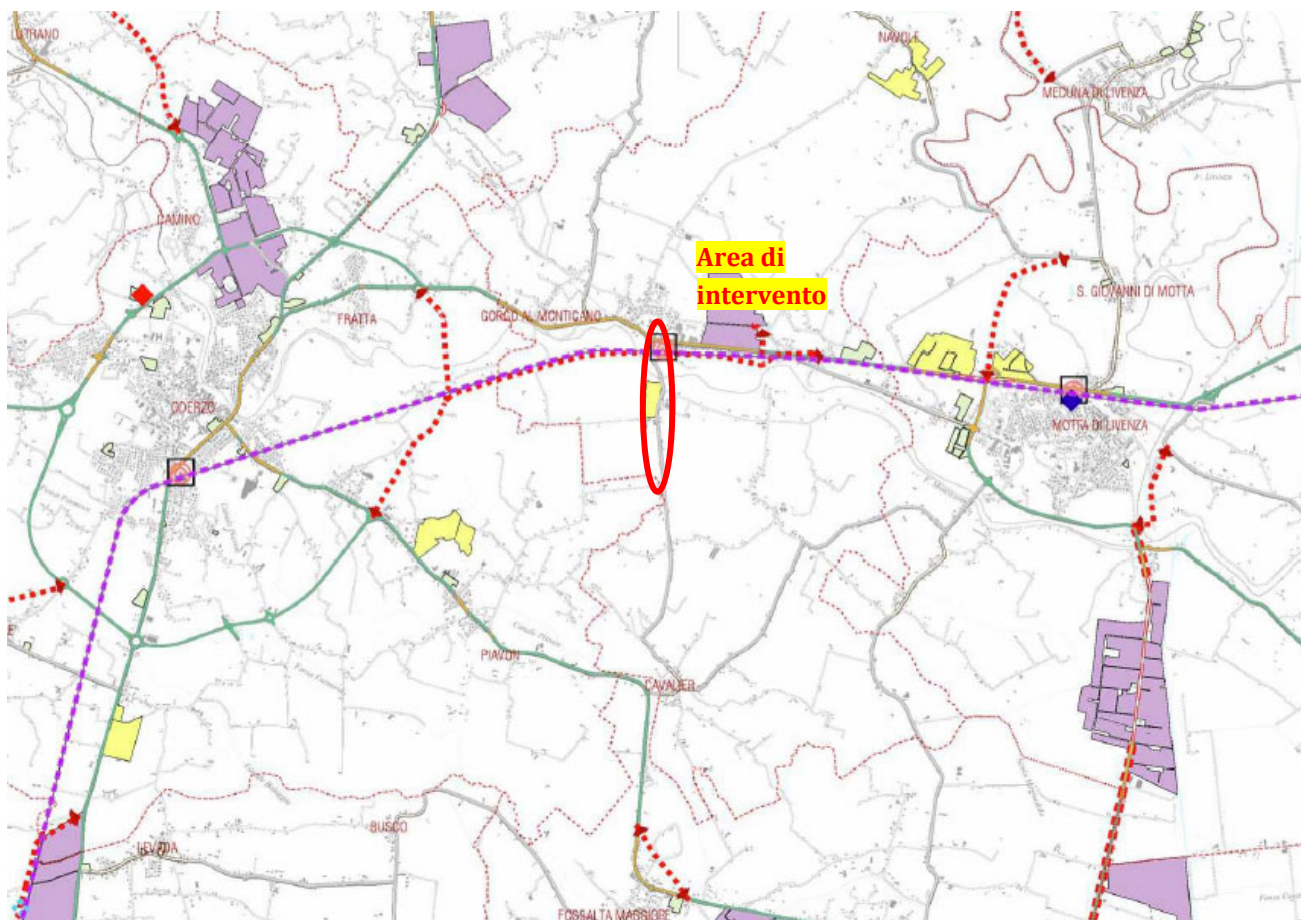 LUTRANO
NAVOLE
MEDUNA DI LIVENZA
CAMINO
Area di
intervento
S. GIOVANNI DI MOTTA
FRATTA
GORGO AL MONTICANO
ODERZO
MOTTA DI LIVENZA
PIAVON
CAVALIER
BUSCO
LEVADA
FOSSALTA MAGGIORE